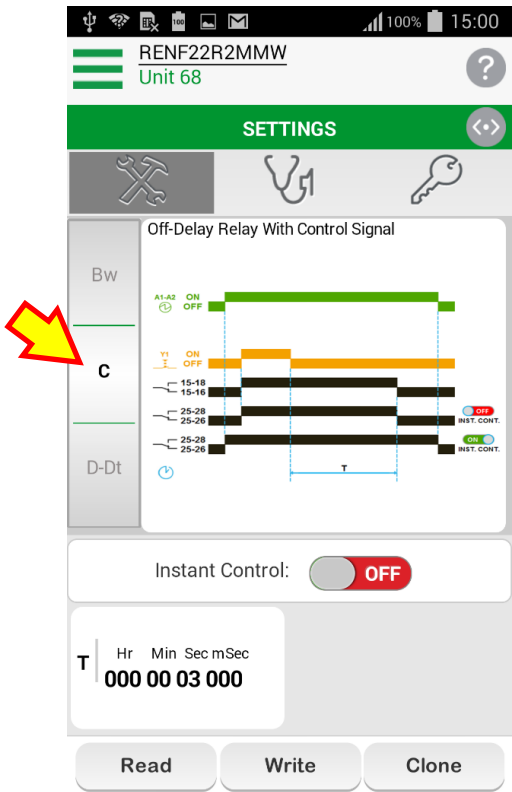 100 100% 15:00
RENF22R2MMW
?
Unit 68
SETTINGS
Off-Delay Relay With Control Signal
Bw
C
D-Dt
A1-A2 ON
OFF
Y1 ON
OFF
15-18
15-16
25-28
25-26
OFF
INST. CONT.
25-28
25-26
ON
INST. CONT.
T
Instant Control: OFF
Hr Min Sec mSec
T 000 00 03 000
Read Write Clone